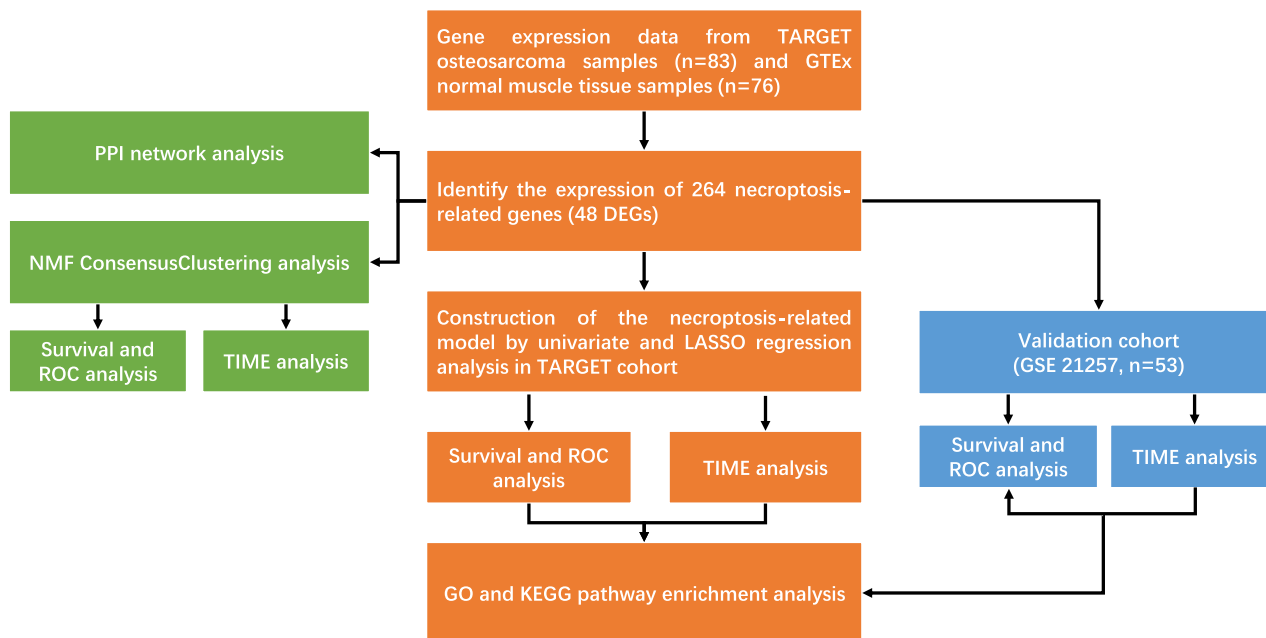 Gene expression data from TARGET
osteosarcoma samples (n=83) and GTEx
normal muscle tissue samples (n=76)
PPI network analysis
Identify the expression of 264 necroptosis-
related genes (48 DEGs)
NMF ConsensusClustering analysis
Survival and
ROC analysis
TIME analysis
Construction of the necroptosis-related
model by univariate and LASSO regression
analysis in TARGET cohort
Validation cohort
(GSE 21257, n=53)
Survival and ROC
analysis
TIME analysis
Survival and
ROC analysis
TIME analysis
GO and KEGG pathway enrichment analysis